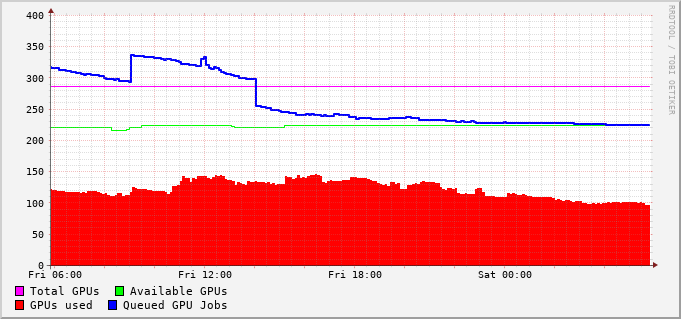 400
350
300
250
200
150
100
50
0
Fri 06:00 Fri 12:00 Fri 18:00 Sat 00:00
Total GPUs Available GPUs
GPUs used Queued GPU Jobs
RRDTOOL / TOBI OETIKER